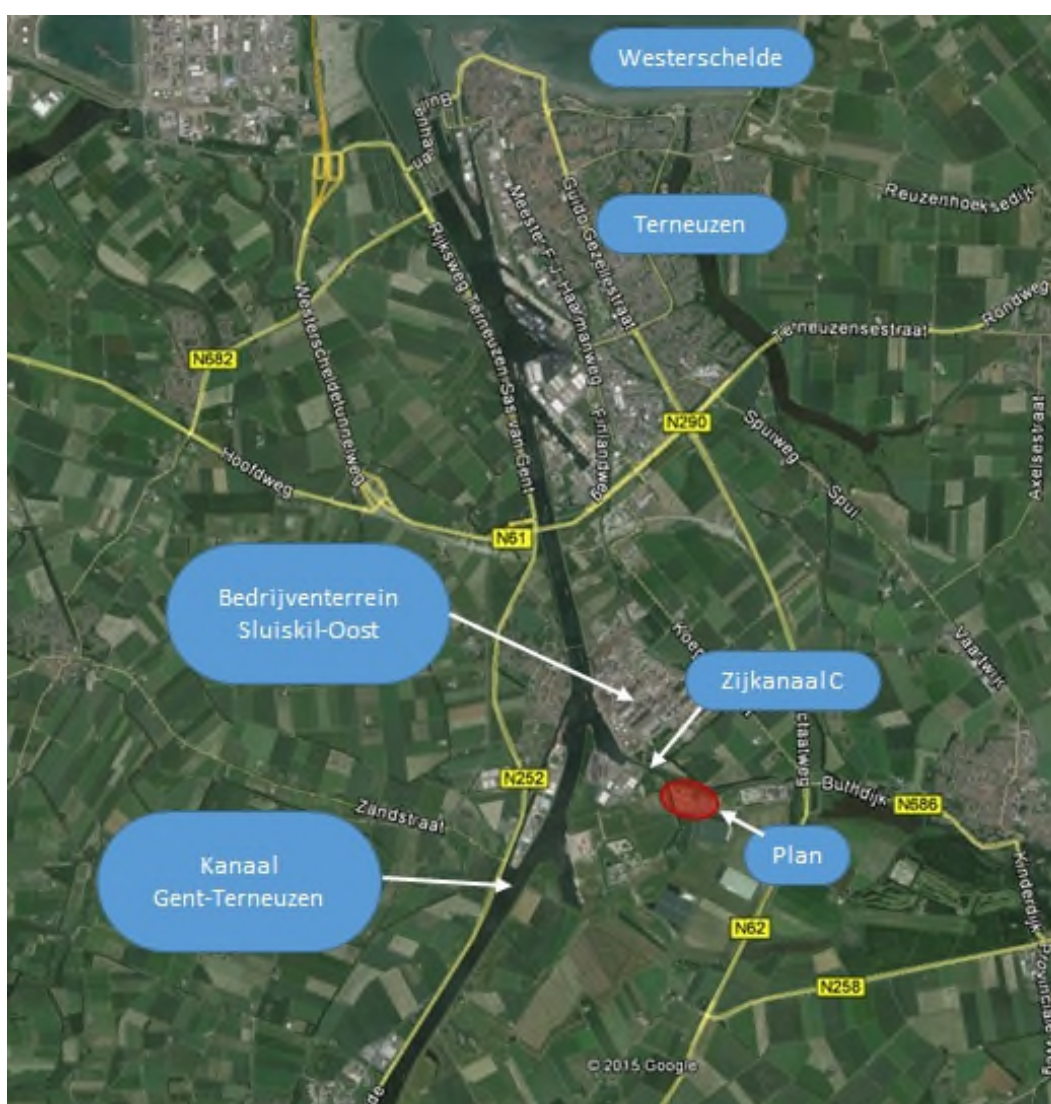 Westerschelde
Buitenhaven
Reuzenhoeksedijk
Terneuzen
Guido Gezellestraat
Meester F. J. Haarmanweg
Rijksweg Terneuzen-Sas van Gent
Westerscheldetunnelweg
Rondweg
Terneuzensestraat
N682
Axelsestraat
N290
Spuiweg
Finlandweg
Hoofdweg
Spui
N61
Bedrijventerrein
Sluiskil-Oost
Vaartwijk
Zijkanaal C
N252
Buthdijk
N686
Zandstraat
Plan
Kanaal
Gent-Terneuzen
Kinderdijk
N62
N258
© 2015 Google